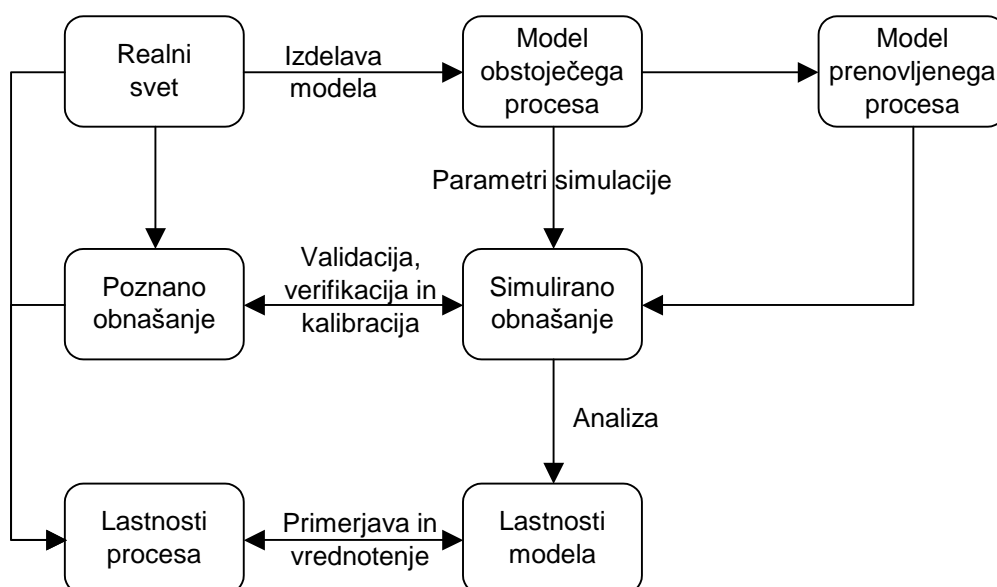 Realni
svet
Izdelava
modela
Model
obstoječega
procesa
Model
prenovljenega
procesa
Parametri simulacije
Poznano
obnašanje
Validacija,
verifikacija in
kalibracija
Simulirano
obnašanje
Analiza
Lastnosti
procesa
Primerjava in
vrednotenje
Lastnosti
modela